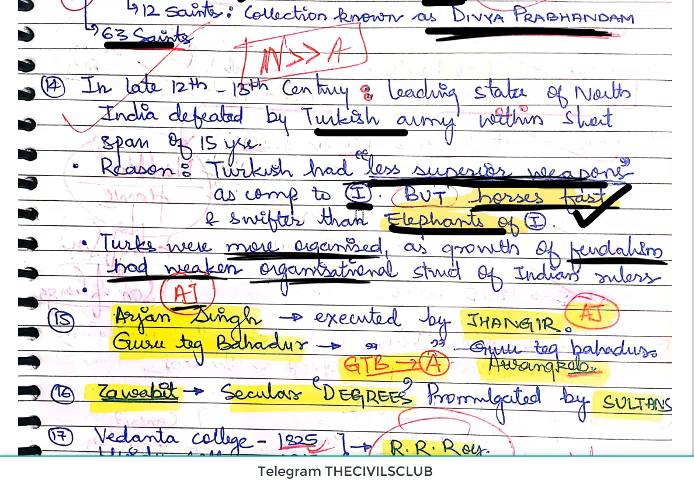 ↳12 Saints: Collection known as DIVYA PRABHANDAM
↳63 Saints
N>>A
⑭ In late 12th - 13th Century: leading state of North
India defeated by Turkish army within short
span of 15 yrs.
• Reason: Turkish had "less superior weapons"
as comp to I. BUT horses fast
& swifter than Elephants of I.
• Turks were more organised, as growth of feudalism
had weaken organisational struct of Indian rulers
•
AJ
⑮ Arjan Singh → executed by JHANGIR. AJ
Guru teg Bahadur → " " - Guru teg bahadur.
GTB → A Aurangzeb.
⑯ Zawabit → Secular "DEGREES" Promulgated by SULTANS
⑰ Vedanta college - 1825 ] → R.R. Roy.
Telegram THECIVILSCLUB